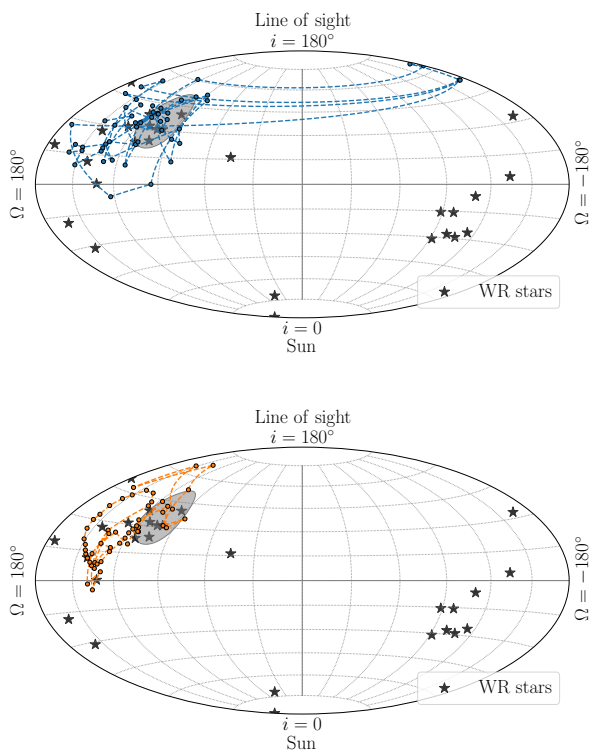 Line of sight
i = 180°
Ω = 180°
Ω = −180°
WR stars
i = 0
Sun
Line of sight
i = 180°
Ω = 180°
Ω = −180°
WR stars
i = 0
Sun